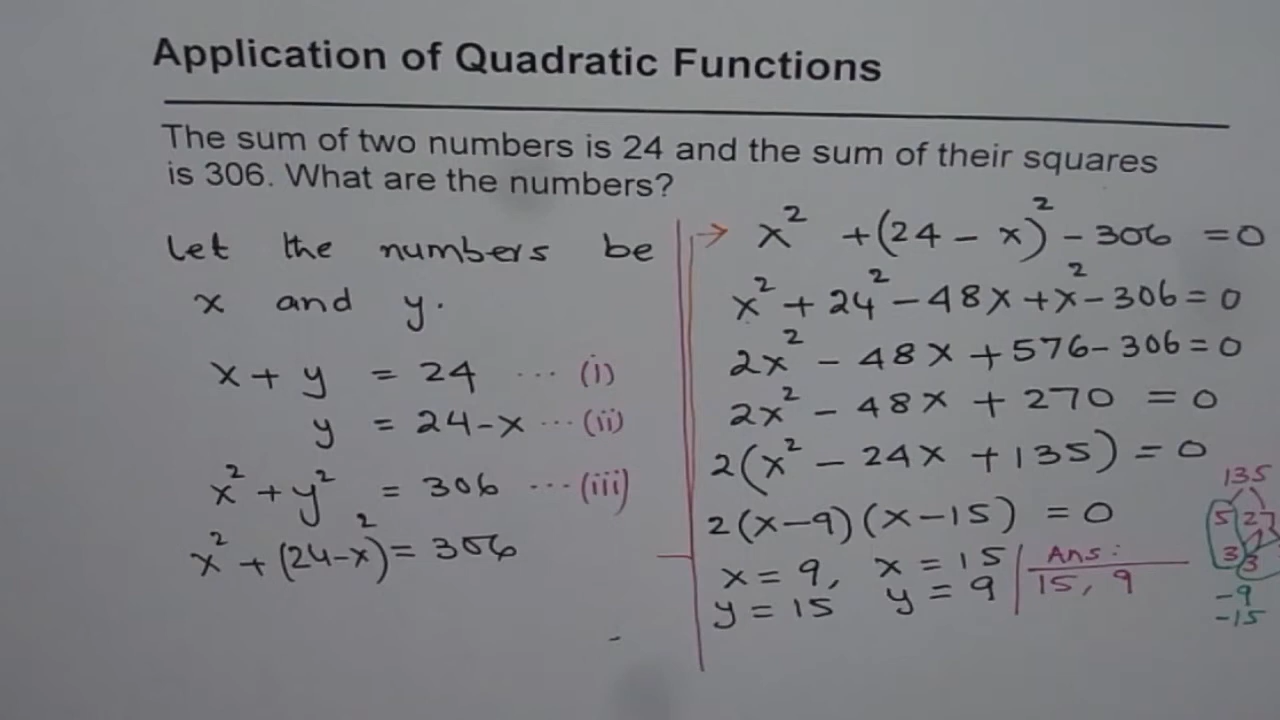 Application of Quadratic Functions
The sum of two numbers is 24 and the sum of their squares
is 306. What are the numbers?
Let the numbers be
x and y.
x + y = 24 ... (i)
y = 24 - x ... (ii)
x² + y² = 306 ... (iii)
x² + (24 - x)² = 306
→ x² + (24 - x)² - 306 = 0
x² + 24² - 48x + x² - 306 = 0
2x² - 48x + 576 - 306 = 0
2x² - 48x + 270 = 0
2(x² - 24x + 135) = 0
2(x - 9)(x - 15) = 0
x = 9, x = 15
y = 15 y = 9
Ans:
15, 9
135
5 27
3
3
-9
-15